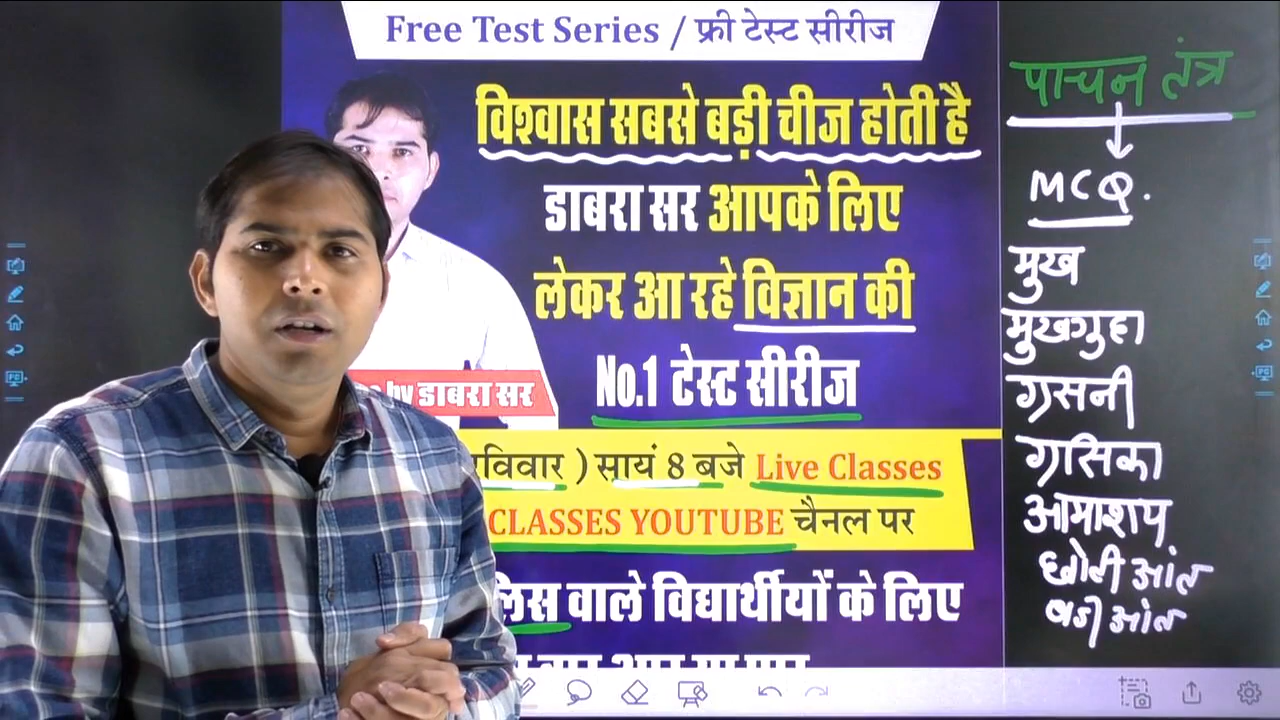 Free Test Series / फ्री टेस्ट सीरीज
विश्वास सबसे बड़ी चीज होती है
डाबरा सर आपके लिए
लेकर आ रहे विज्ञान की
No.1 टेस्ट सीरीज
by डाबरा सर
रविवार ) सायं 8 बजे Live Classes
CLASSES YOUTUBE चैनल पर
वाले विद्यार्थीयों के लिए
पाचन तंत्र
MCQ.
मुख
मुखगुहा
ग्रसनी
ग्रसिका
आमाशय
छोटी आंत
बड़ी आंत